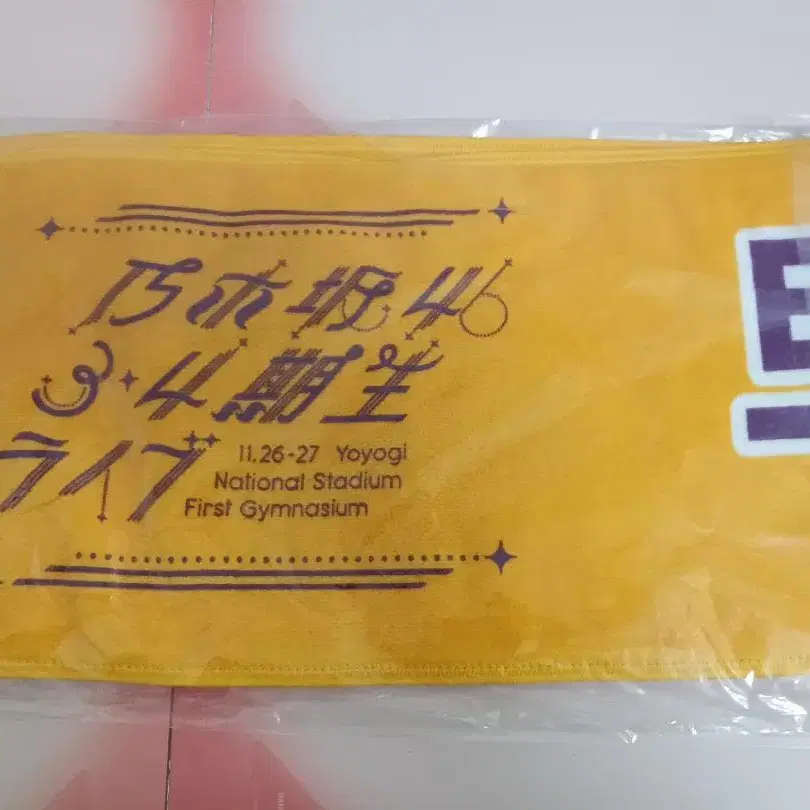 乃木坂46
3・4期生
ライブ
11.26-27 Yoyogi
National Stadium
First Gymnasium